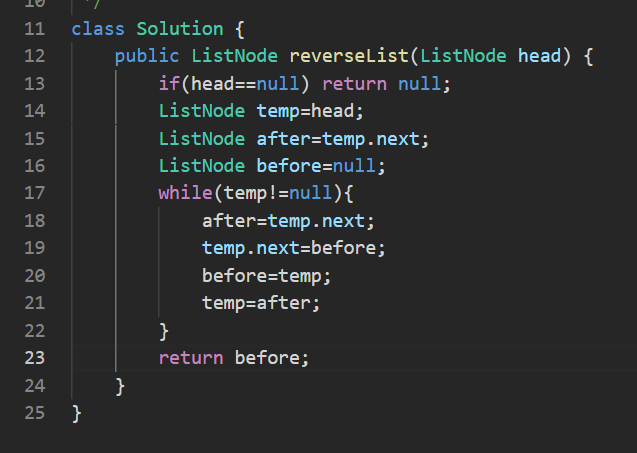 10 */
11 class Solution {
12 public ListNode reverseList(ListNode head) {
13 if(head==null) return null;
14 ListNode temp=head;
15 ListNode after=temp.next;
16 ListNode before=null;
17 while(temp!=null){
18 after=temp.next;
19 temp.next=before;
20 before=temp;
21 temp=after;
22 }
23 return before;
24 }
25 }